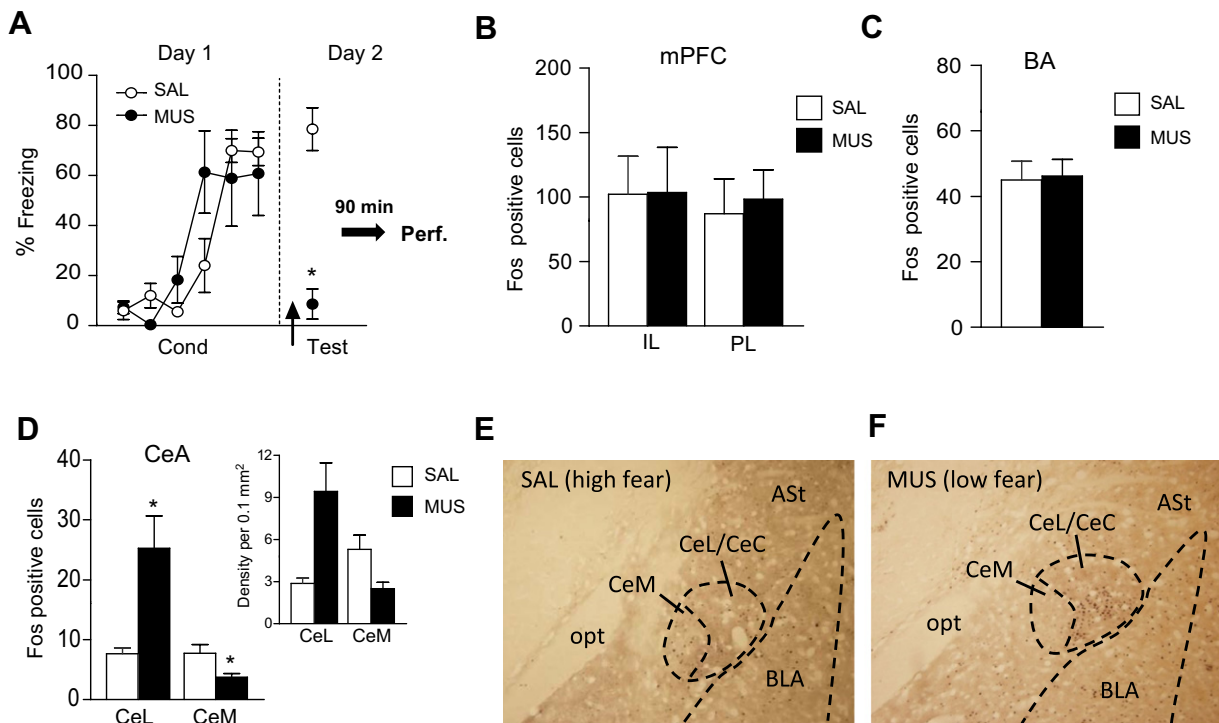 A
Day 1
Day 2
SAL
MUS
100
80
60
40
20
0
% Freezing
90 min
Perf.
*
Cond
Test
B
mPFC
200
150
100
50
0
Fos positive cells
SAL
MUS
IL
PL
C
BA
80
60
40
20
0
Fos positive cells
SAL
MUS
D
CeA
40
30
20
10
0
Fos positive cells
*
*
CeL
CeM
12
9
6
3
0
Density per 0.1 mm²
CeL
CeM
SAL
MUS
E
SAL (high fear)
ASt
CeL/CeC
CeM
opt
BLA
F
MUS (low fear)
ASt
CeL/CeC
CeM
opt
BLA